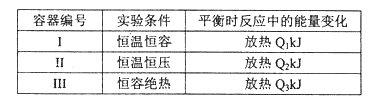 容器编号 实验条件 平衡时反应中的能量变化
I 恒温恒容 放热 Q₁kJ
II 恒温恒压 放热 Q₂kJ
III 恒容绝热 放热 Q₃kJ